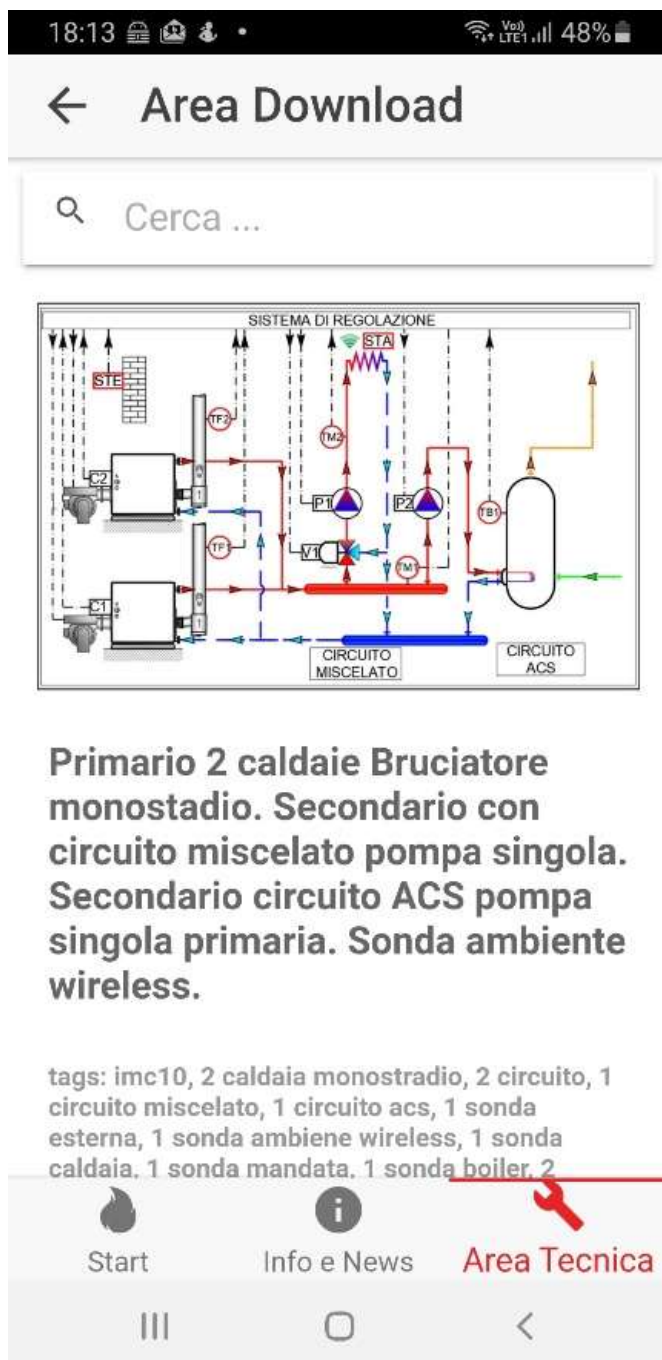 18:13 Vo)) LTE1 48%
Area Download
Cerca ...
SISTEMA DI REGOLAZIONE
STA
STE
TF2
TM2
C2
P1
P2
TB1
1
TF1
V1
TM1
C1
1
CIRCUITO
MISCELATO
CIRCUITO
ACS
Primario 2 caldaie Bruciatore
monostadio. Secondario con
circuito miscelato pompa singola.
Secondario circuito ACS pompa
singola primaria. Sonda ambiente
wireless.
tags: imc10, 2 caldaia monostradio, 2 circuito, 1
circuito miscelato, 1 circuito acs, 1 sonda
esterna, 1 sonda ambiene wireless, 1 sonda
caldaia, 1 sonda mandata, 1 sonda boiler, 2
Start
Info e News
Area Tecnica